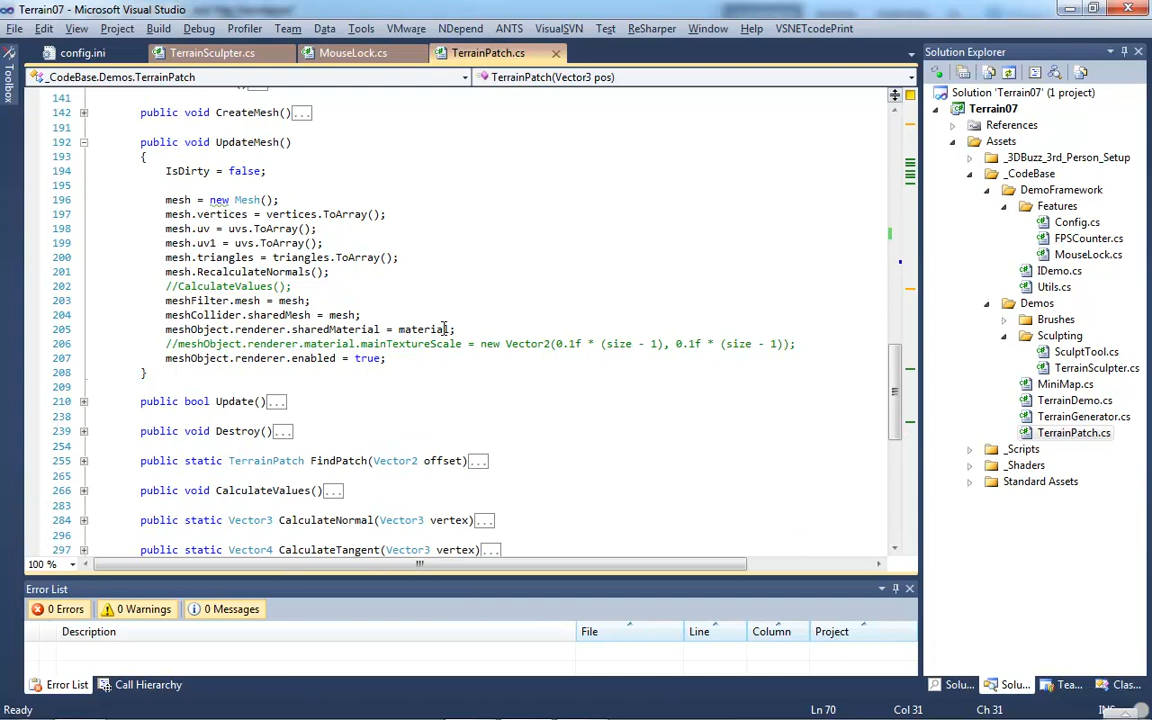 Terrain07 - Microsoft Visual Studio
File Edit View Project Build Debug Profiler Team Data Tools VMware NDepend ANTS VisualSVN Test ReSharper Window Help VSNETcodePrint
config.ini TerrainSculpter.cs MouseLock.cs TerrainPatch.cs
Toolbox
_CodeBase.Demos.TerrainPatch TerrainPatch(Vector3 pos)
141
142 public void CreateMesh()...
191
192 public void UpdateMesh()
193 {
194 IsDirty = false;
195
196 mesh = new Mesh();
197 mesh.vertices = vertices.ToArray();
198 mesh.uv = uvs.ToArray();
199 mesh.uv1 = uvs.ToArray();
200 mesh.triangles = triangles.ToArray();
201 mesh.RecalculateNormals();
202 //CalculateValues();
203 meshFilter.mesh = mesh;
204 meshCollider.sharedMesh = mesh;
205 meshObject.renderer.sharedMaterial = material;
206 //meshObject.renderer.material.mainTextureScale = new Vector2(0.1f * (size - 1), 0.1f * (size - 1));
207 meshObject.renderer.enabled = true;
208 }
209
210 public bool Update()...
238
239 public void Destroy()...
254
255 public static TerrainPatch FindPatch(Vector2 offset)...
265
266 public void CalculateValues()...
283
284 public static Vector3 CalculateNormal(Vector3 vertex)...
296
297 public static Vector4 CalculateTangent(Vector3 vertex)...
100 %
Error List
0 Errors 0 Warnings 0 Messages
Description File Line Column Project
Error List Call Hierarchy
Solution Explorer
Solution 'Terrain07' (1 project)
Terrain07
References
Assets
_3DBuzz_3rd_Person_Setup
_CodeBase
DemoFramework
Features
Config.cs
FPSCounter.cs
MouseLock.cs
IDemo.cs
Utils.cs
Demos
Brushes
Sculpting
SculptTool.cs
TerrainSculpter.cs
MiniMap.cs
TerrainDemo.cs
TerrainGenerator.cs
TerrainPatch.cs
_Scripts
_Shaders
Standard Assets
Solu... Solu... Tea... Clas...
Ready Ln 70 Col 31 Ch 31